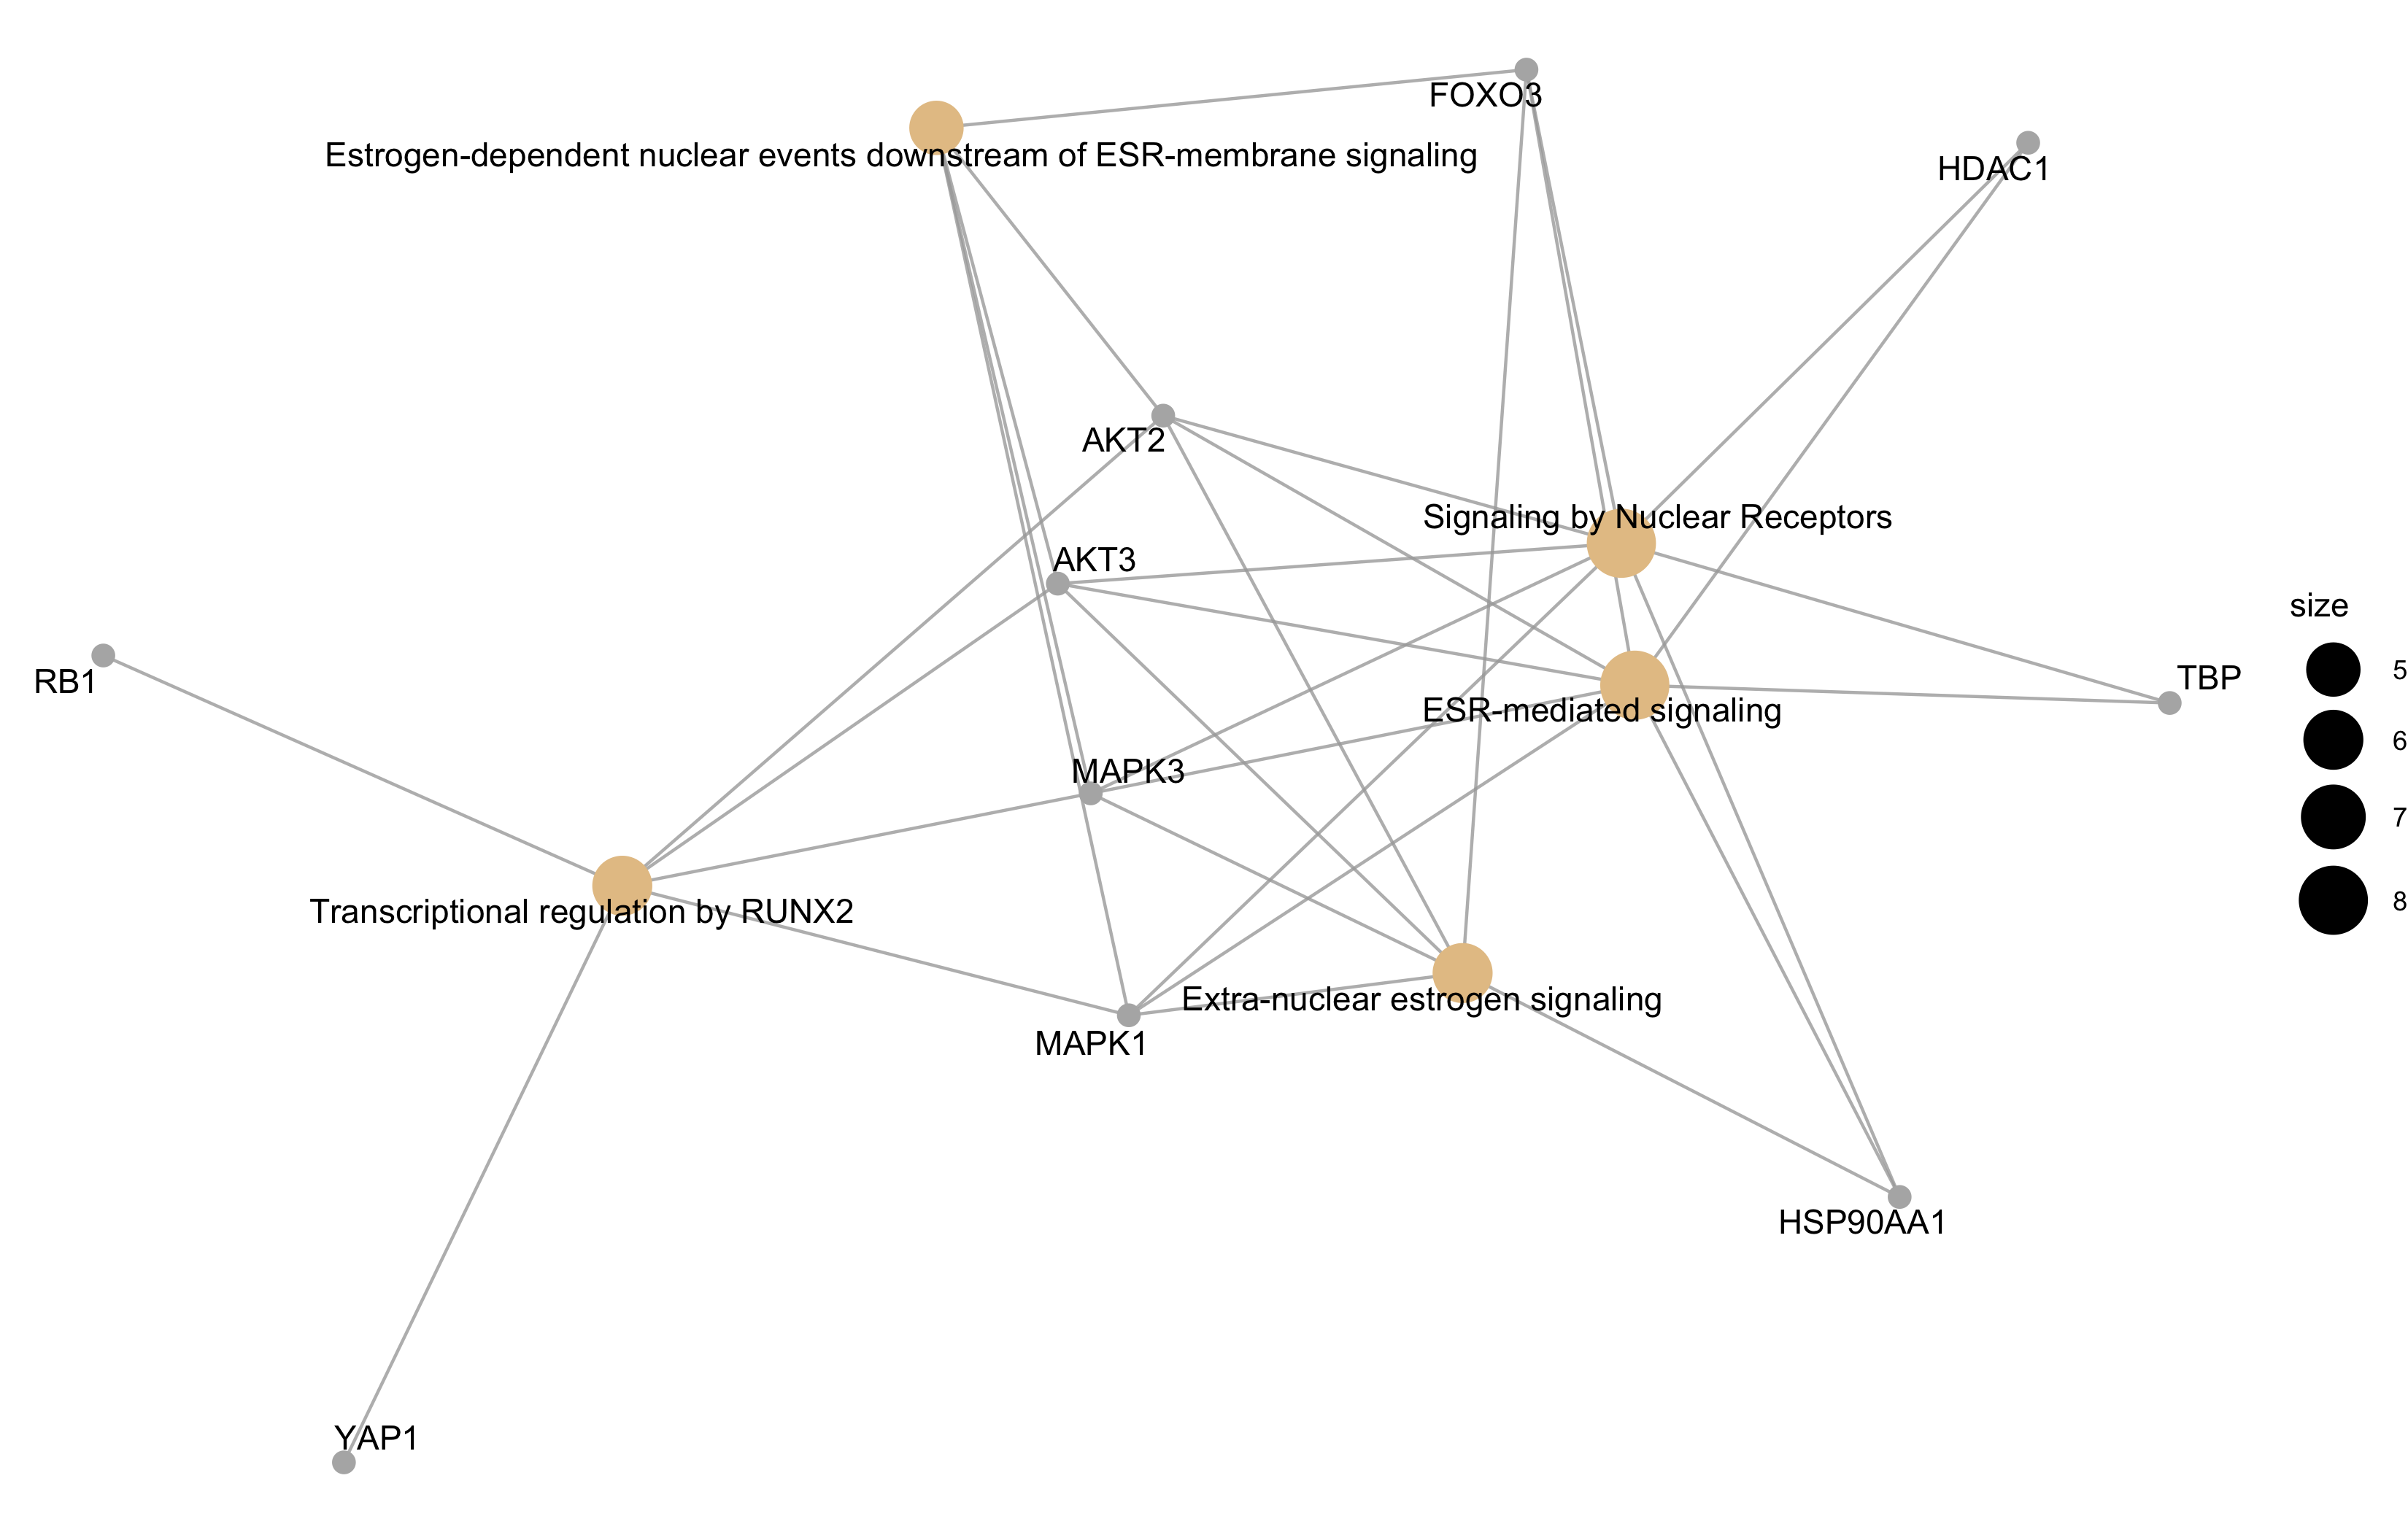 FOXO3
Estrogen-dependent nuclear events downstream of ESR-membrane signaling
HDAC1
AKT2
Signaling by Nuclear Receptors
AKT3
size
5
RB1
TBP
ESR-mediated signaling
6
MAPK3
7
Transcriptional regulation by RUNX2
8
Extra-nuclear estrogen signaling
MAPK1
HSP90AA1
YAP1